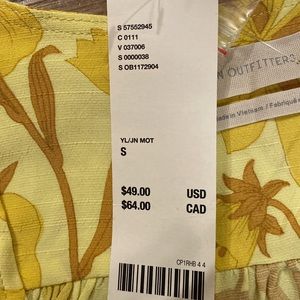 S 57552945
C 0111
V 037006
S 0000038
S OB1172904
YL/JN MOT
S
$49.00 USD
$64.00 CAD
CP1RHB 4 4
N OUTFITTERS
ade in Vietnam / Fabriqué